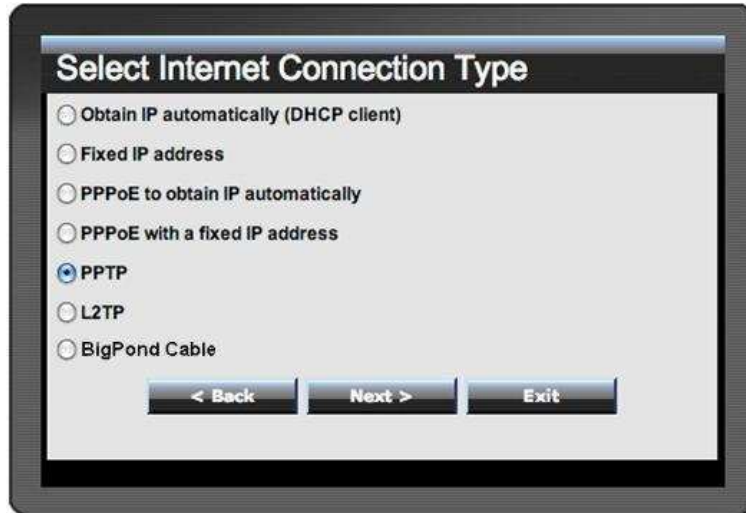 Select Internet Connection Type
Obtain IP automatically (DHCP client)
Fixed IP address
PPPoE to obtain IP automatically
PPPoE with a fixed IP address
PPTP
L2TP
BigPond Cable
< Back Next > Exit